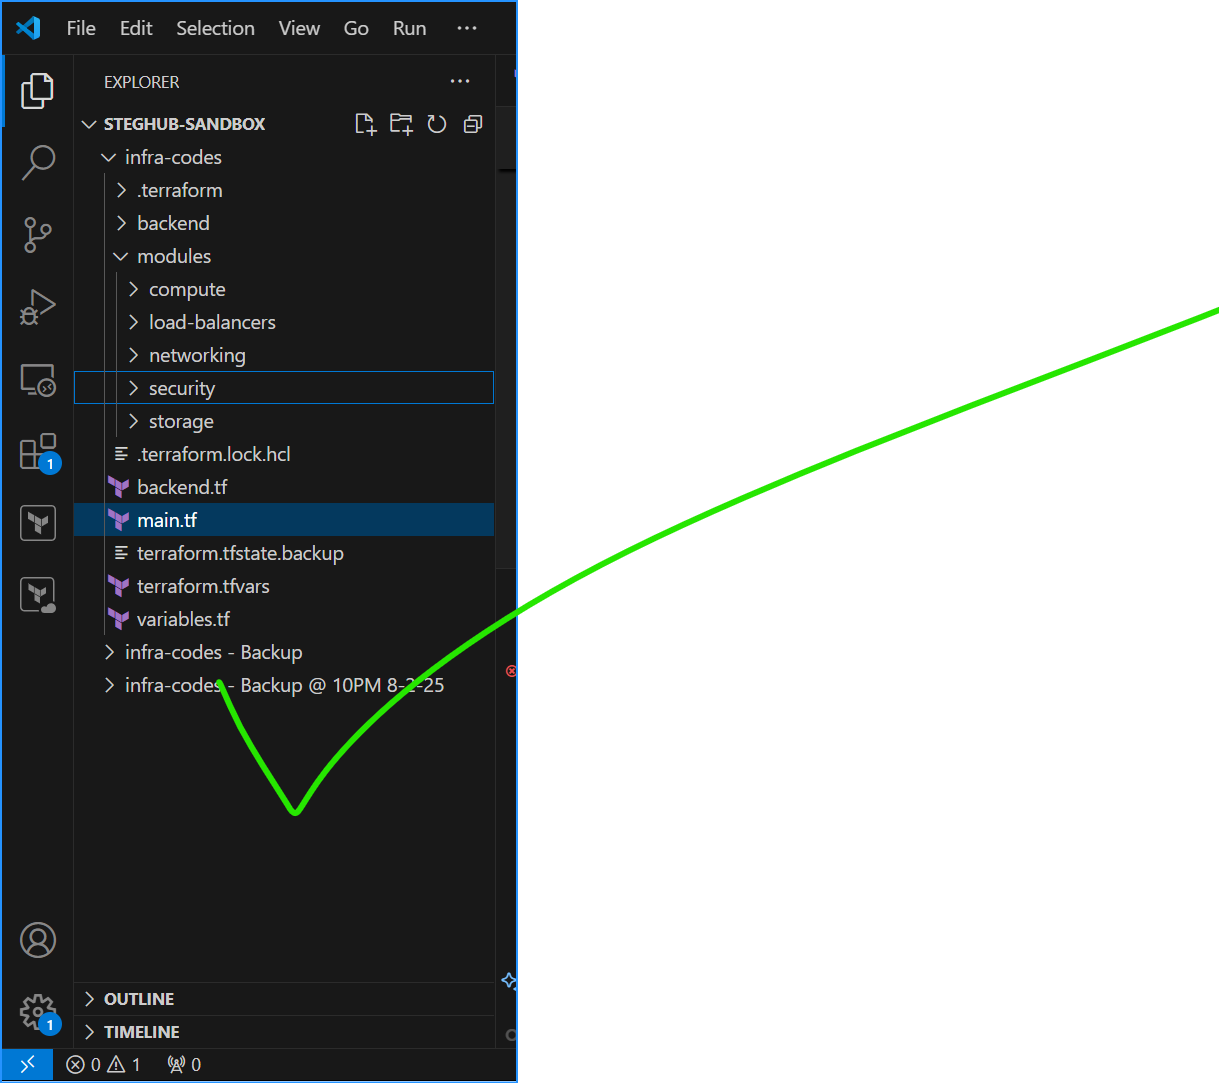 File Edit Selection View Go Run ...
EXPLORER ...
STEGHUB-SANDBOX
infra-codes
.terraform
backend
modules
compute
load-balancers
networking
security
storage
.terraform.lock.hcl
1
backend.tf
main.tf
terraform.tfstate.backup
terraform.tfvars
variables.tf
infra-codes - Backup
infra-codes - Backup @ 10PM 8-2-25
OUTLINE
1
TIMELINE
0 1 0